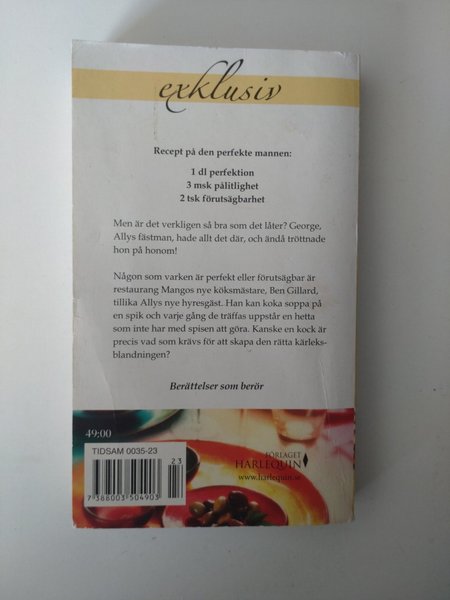 exklusiv
Recept på den perfekte mannen:
1 dl perfektion
3 msk pålitlighet
2 tsk förutsägbarhet
Men är det verkligen så bra som det låter? George,
Allys fästman, hade allt det där, och ändå tröttnade
hon på honom!
Någon som varken är perfekt eller förutsägbar är
restaurang Mangos nye köksmästare, Ben Gillard,
tillika Allys nye hyresgäst. Han kan koka soppa på
en spik och varje gång de träffas uppstår en hetta
som inte har med spisen att göra. Kanske en kock är
precis vad som krävs för att skapa den rätta kärleks-
blandningen?
Berättelser som berör
49:00
TIDSAM 0035-23
23
7 388003 504903
FÖRLAGET
HARLEQUIN
www.harlequin.se